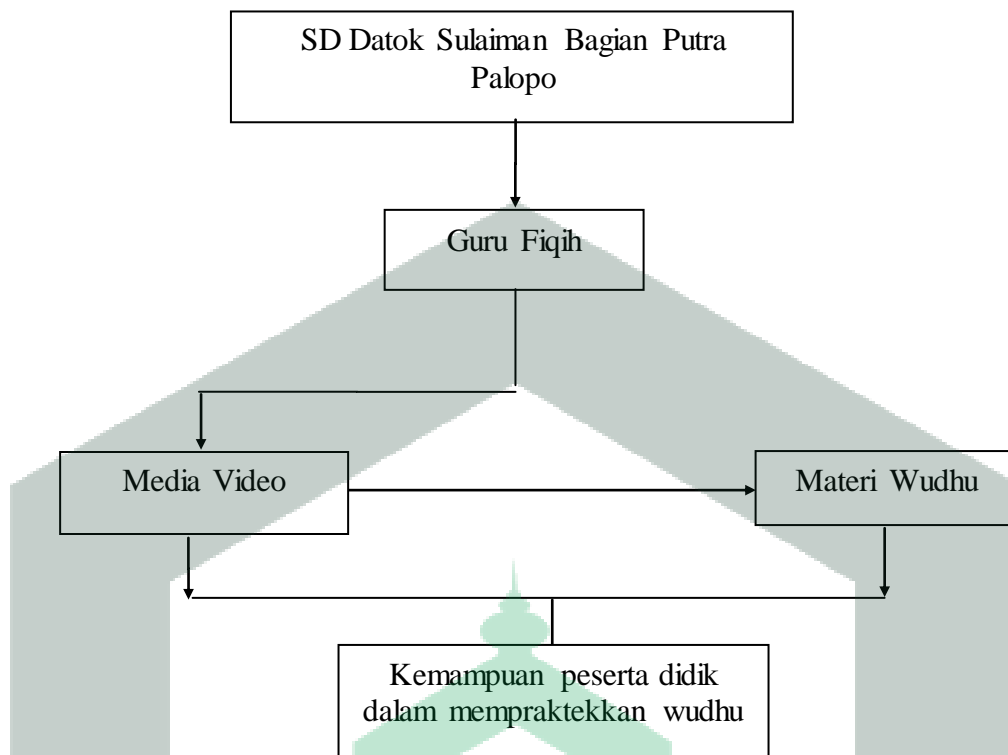 SD Datok Sulaiman Bagian Putra
Palopo
Guru Fiqih
Media Video
Materi Wudhu
Kemampuan peserta didik
dalam mempraktekkan wudhu